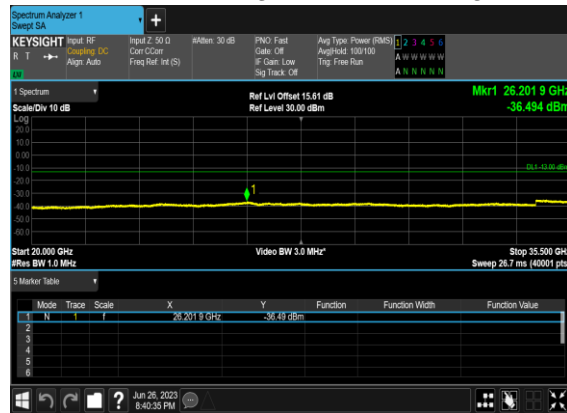 Spectrum Analyzer 1
Swept SA
+
KEYSIGHT Input: RF Input Z: 50 Ω #Atten: 30 dB PNO: Fast Avg Type: Power (RMS) 1 2 3 4 5 6
R T Coupling: DC Corr CCorr Gate: Off Avg|Hold: 100/100 A W W W W W
Align: Auto Freq Ref: Int (S) IF Gain: Low Trig: Free Run
Sig Track: Off A N N N N N
1 Spectrum Ref Lvl Offset 15.61 dB Mkr1 26.201 9 GHz
Scale/Div 10 dB Ref Level 30.00 dBm -36.494 dBm
Log
20.0
10.0
0.00
-10.0
DL1 -13.00 dBm
-20.0
1
-30.0
-40.0
-50.0
-60.0
Start 20.000 GHz Video BW 3.0 MHz* Stop 35.500 GHz
#Res BW 1.0 MHz Sweep 26.7 ms (40001 pts
5 Marker Table
Mode Trace Scale X Y Function Function Width Function Value
1 N 1 f 26.201 9 GHz -36.49 dBm
2
3
4
5
6
? Jun 26, 2023
8:40:35 PM